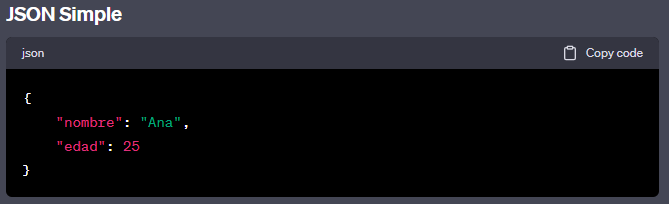 JSON Simple
json Copy code
{
    "nombre": "Ana",
    "edad": 25
}